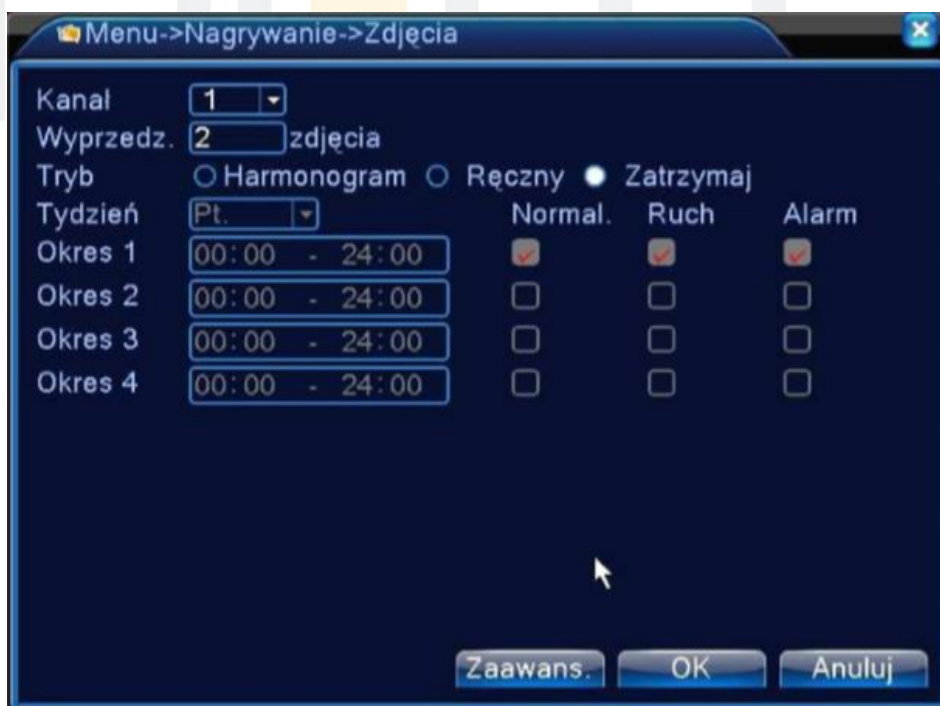 Menu->Nagrywanie->Zdjęcia
Kanał 1
Wyprzedz. 2 zdjęcia
Tryb Harmonogram Ręczny Zatrzymaj
Tydzień Pt. Normal. Ruch Alarm
Okres 1 00:00 - 24:00
Okres 2 00:00 - 24:00
Okres 3 00:00 - 24:00
Okres 4 00:00 - 24:00
Zaawans. OK Anuluj